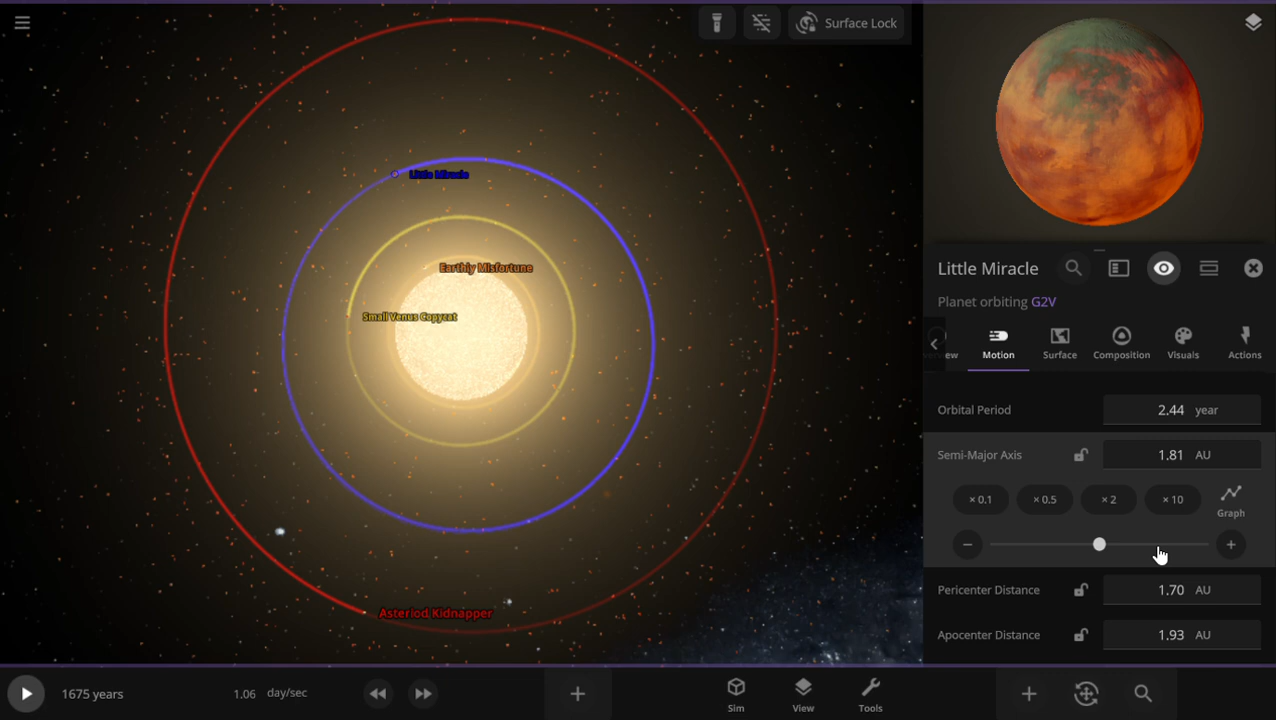 Surface Lock
Little Miracle
Earthly Misfortune
Small Venus Copycat
Asteriod Kidnapper
Little Miracle
Planet orbiting G2V
Motion
Surface
Composition
Visuals
Actions
Orbital Period
2.44 year
Semi-Major Axis
1.81 AU
× 0.1
× 0.5
× 2
× 10
Graph
Pericenter Distance
1.70 AU
Apocenter Distance
1.93 AU
1675 years
1.06 day/sec
Sim
View
Tools